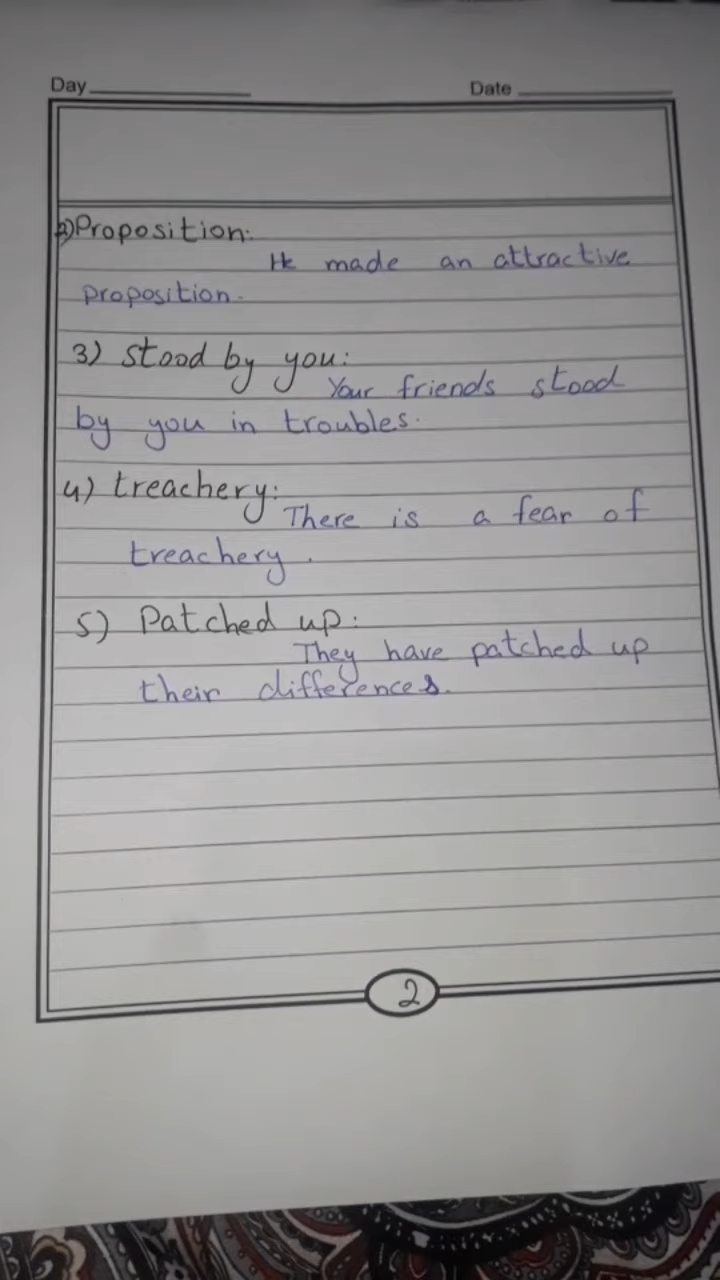 Day
Date
2) Proposition:
He made an attractive
proposition.
3) Stood by you:
Your friends stood
by you in troubles.
4) treachery:
There is a fear of
treachery.
5) Patched up:
They have patched up
their differences.
2